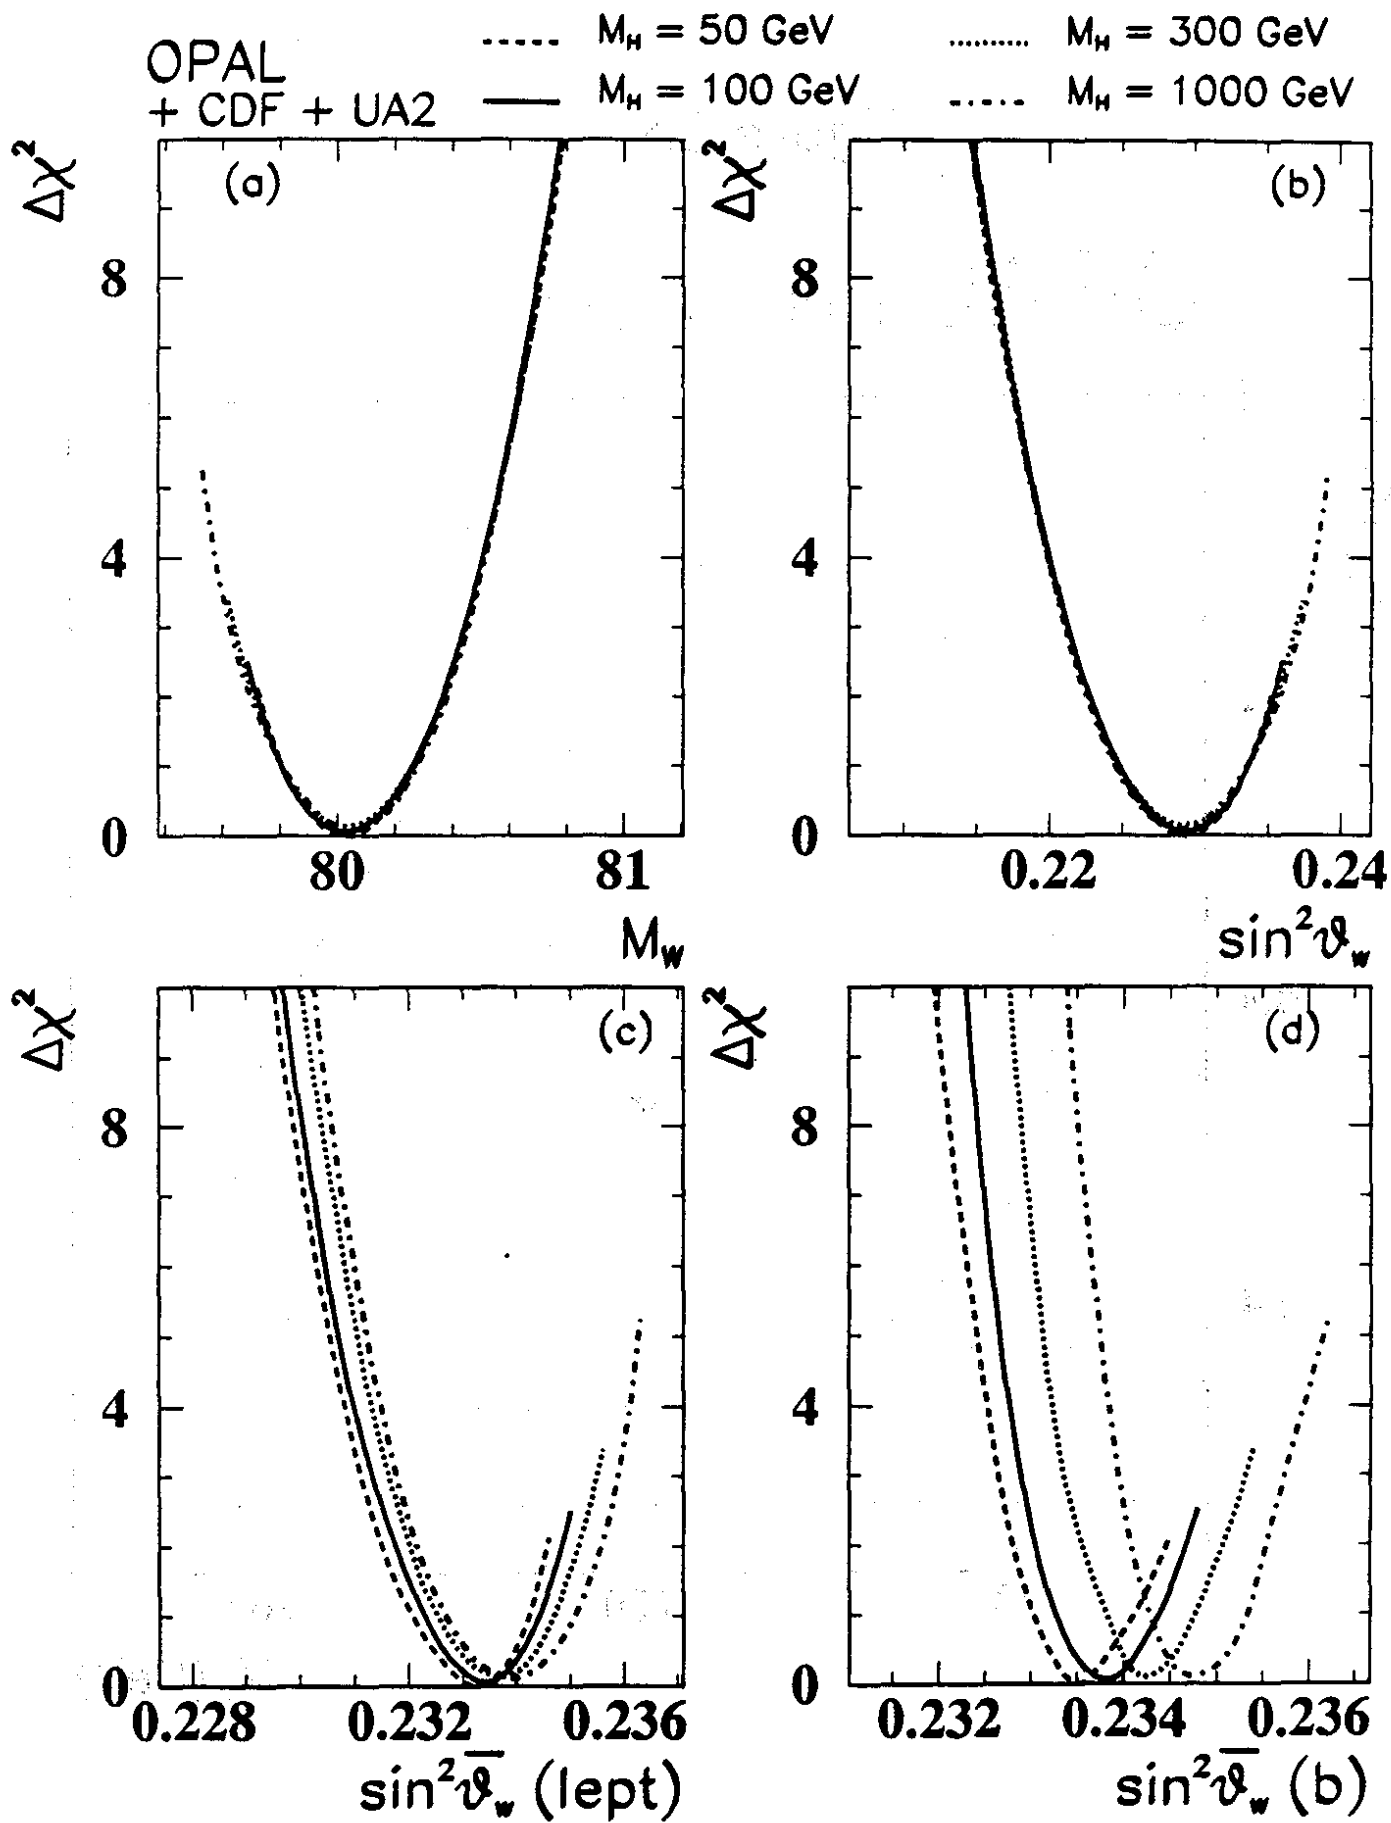 OPAL
+ CDF + UA2
M_H = 50 GeV
M_H = 100 GeV
M_H = 300 GeV
M_H = 1000 GeV
Δχ²
(a)
8
4
0
80 81
M_W
Δχ²
(b)
8
4
0
0.22 0.24
sin²ϑ_w
Δχ²
(c)
8
4
0
0.228 0.232 0.236
sin²ϑ̅_w (lept)
Δχ²
(d)
8
4
0
0.232 0.234 0.236
sin²ϑ̅_w (b)